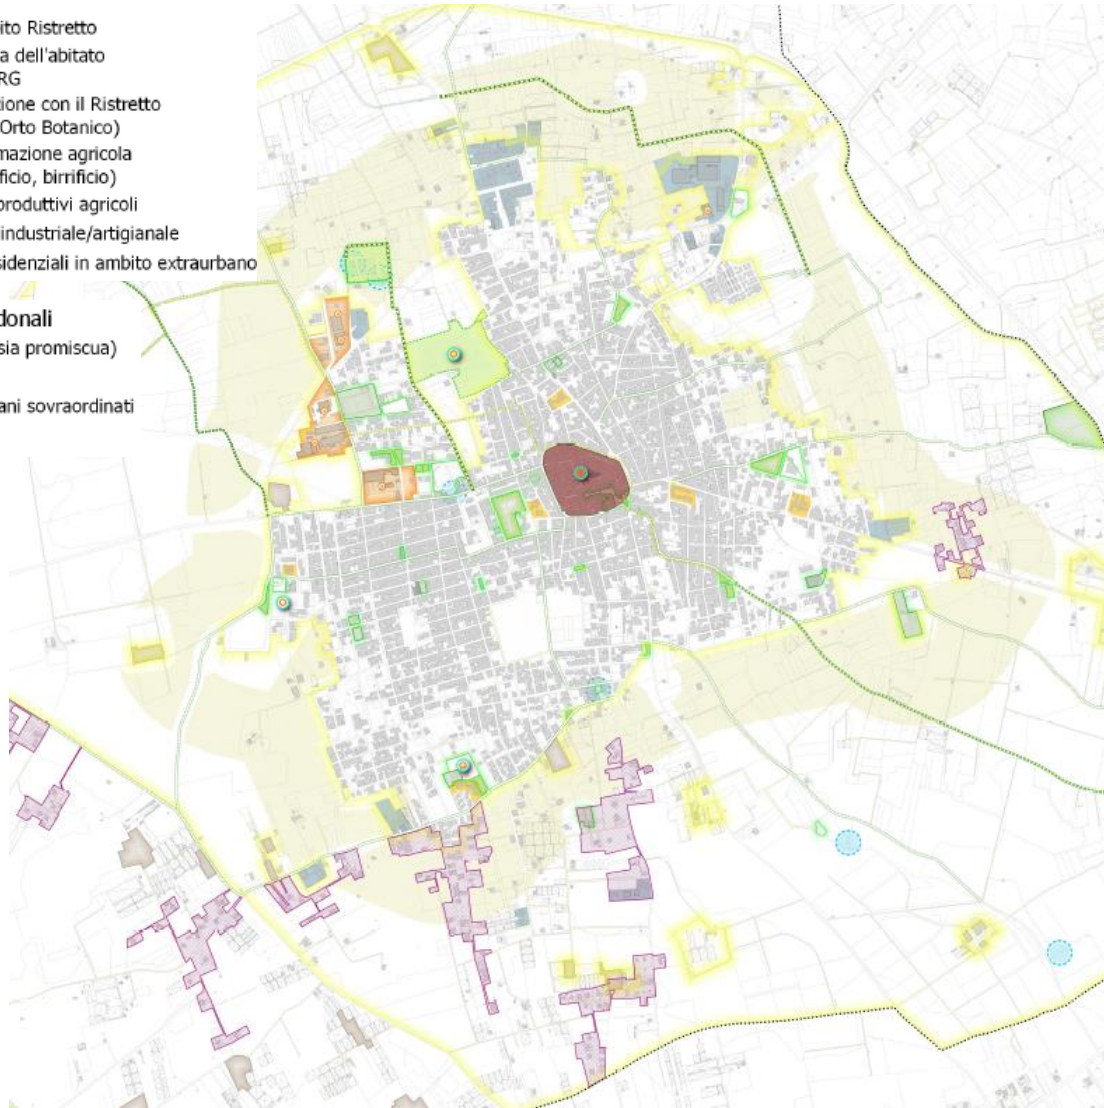 ito Ristretto
a dell'abitato
RG
zione con il Ristretto
Orto Botanico)
mazione agricola
ficio, birrificio)
produttivi agricoli
industriale/artigianale
sidenziali in ambito extraurbano
donali
sia promiscua)
ani sovraordinati